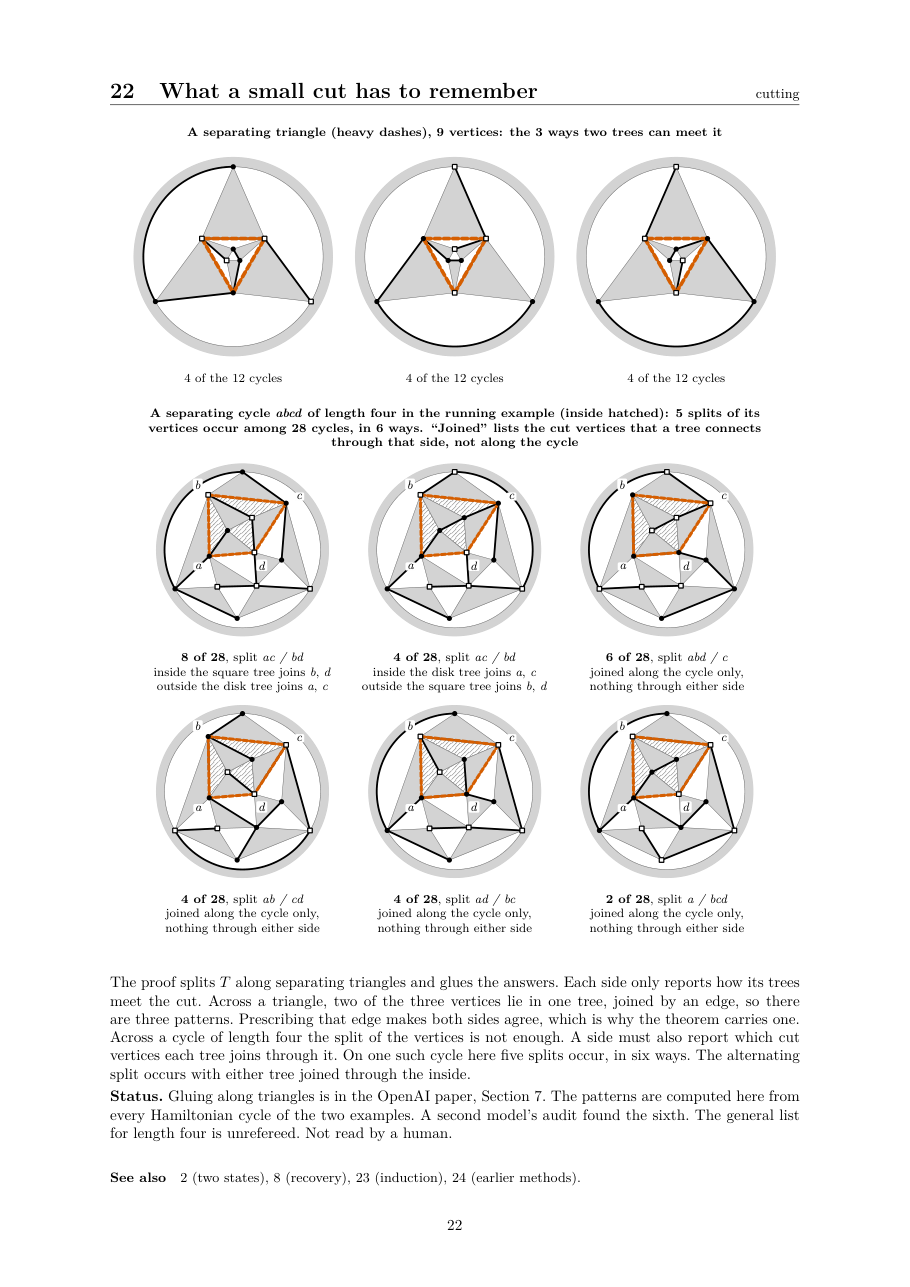 22 What a small cut has to remember
cutting
A separating triangle (heavy dashes), 9 vertices: the 3 ways two trees can meet it
4 of the 12 cycles
4 of the 12 cycles
4 of the 12 cycles
A separating cycle abcd of length four in the running example (inside hatched): 5 splits of its
vertices occur among 28 cycles, in 6 ways. “Joined” lists the cut vertices that a tree connects
through that side, not along the cycle
b
c
a
d
b
c
a
d
b
c
a
d
8 of 28, split ac / bd
inside the square tree joins b, d
outside the disk tree joins a, c
4 of 28, split ac / bd
inside the disk tree joins a, c
outside the square tree joins b, d
6 of 28, split abd / c
joined along the cycle only,
nothing through either side
b
c
a
d
b
c
a
d
b
c
a
d
4 of 28, split ab / cd
joined along the cycle only,
nothing through either side
4 of 28, split ad / bc
joined along the cycle only,
nothing through either side
2 of 28, split a / bcd
joined along the cycle only,
nothing through either side
The proof splits T along separating triangles and glues the answers. Each side only reports how its trees
meet the cut. Across a triangle, two of the three vertices lie in one tree, joined by an edge, so there
are three patterns. Prescribing that edge makes both sides agree, which is why the theorem carries one.
Across a cycle of length four the split of the vertices is not enough. A side must also report which cut
vertices each tree joins through it. On one such cycle here five splits occur, in six ways. The alternating
split occurs with either tree joined through the inside.
Status. Gluing along triangles is in the OpenAI paper, Section 7. The patterns are computed here from
every Hamiltonian cycle of the two examples. A second model’s audit found the sixth. The general list
for length four is unrefereed. Not read by a human.
See also 2 (two states), 8 (recovery), 23 (induction), 24 (earlier methods).
22